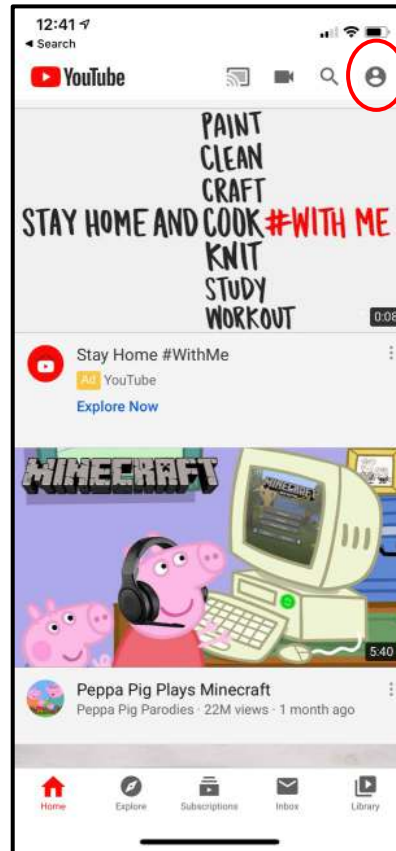 12:41
◄ Search
YouTube
PAINT
CLEAN
CRAFT
STAY HOME AND COOK #WITH ME
KNIT
STUDY
WORKOUT
0:08
Stay Home #WithMe
Ad YouTube
Explore Now
MINECRAFT
MINECRAFT
5:40
Peppa Pig Plays Minecraft
Peppa Pig Parodies · 22M views · 1 month ago
Home
Explore
Subscriptions
Inbox
Library